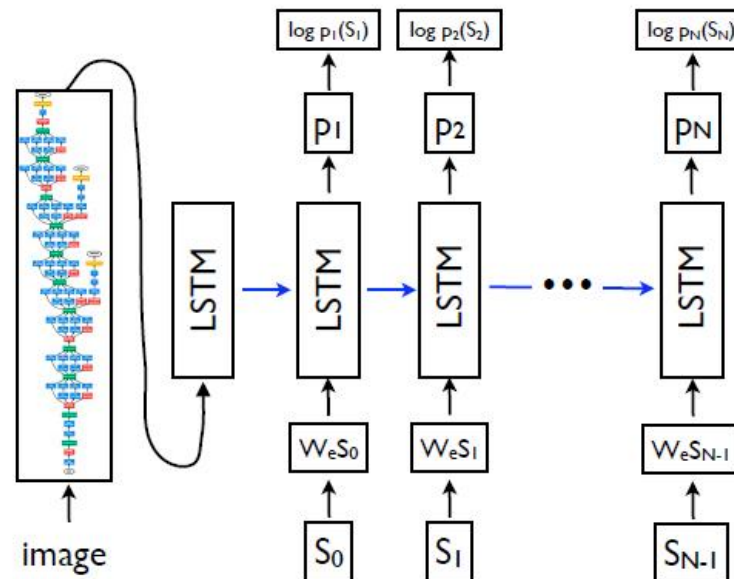 log p1(S1) log p2(S2) log pN(SN)
p1 p2 pN
LSTM LSTM LSTM ••• LSTM
WeS0 WeS1 WeSN-1
image S0 S1 SN-1